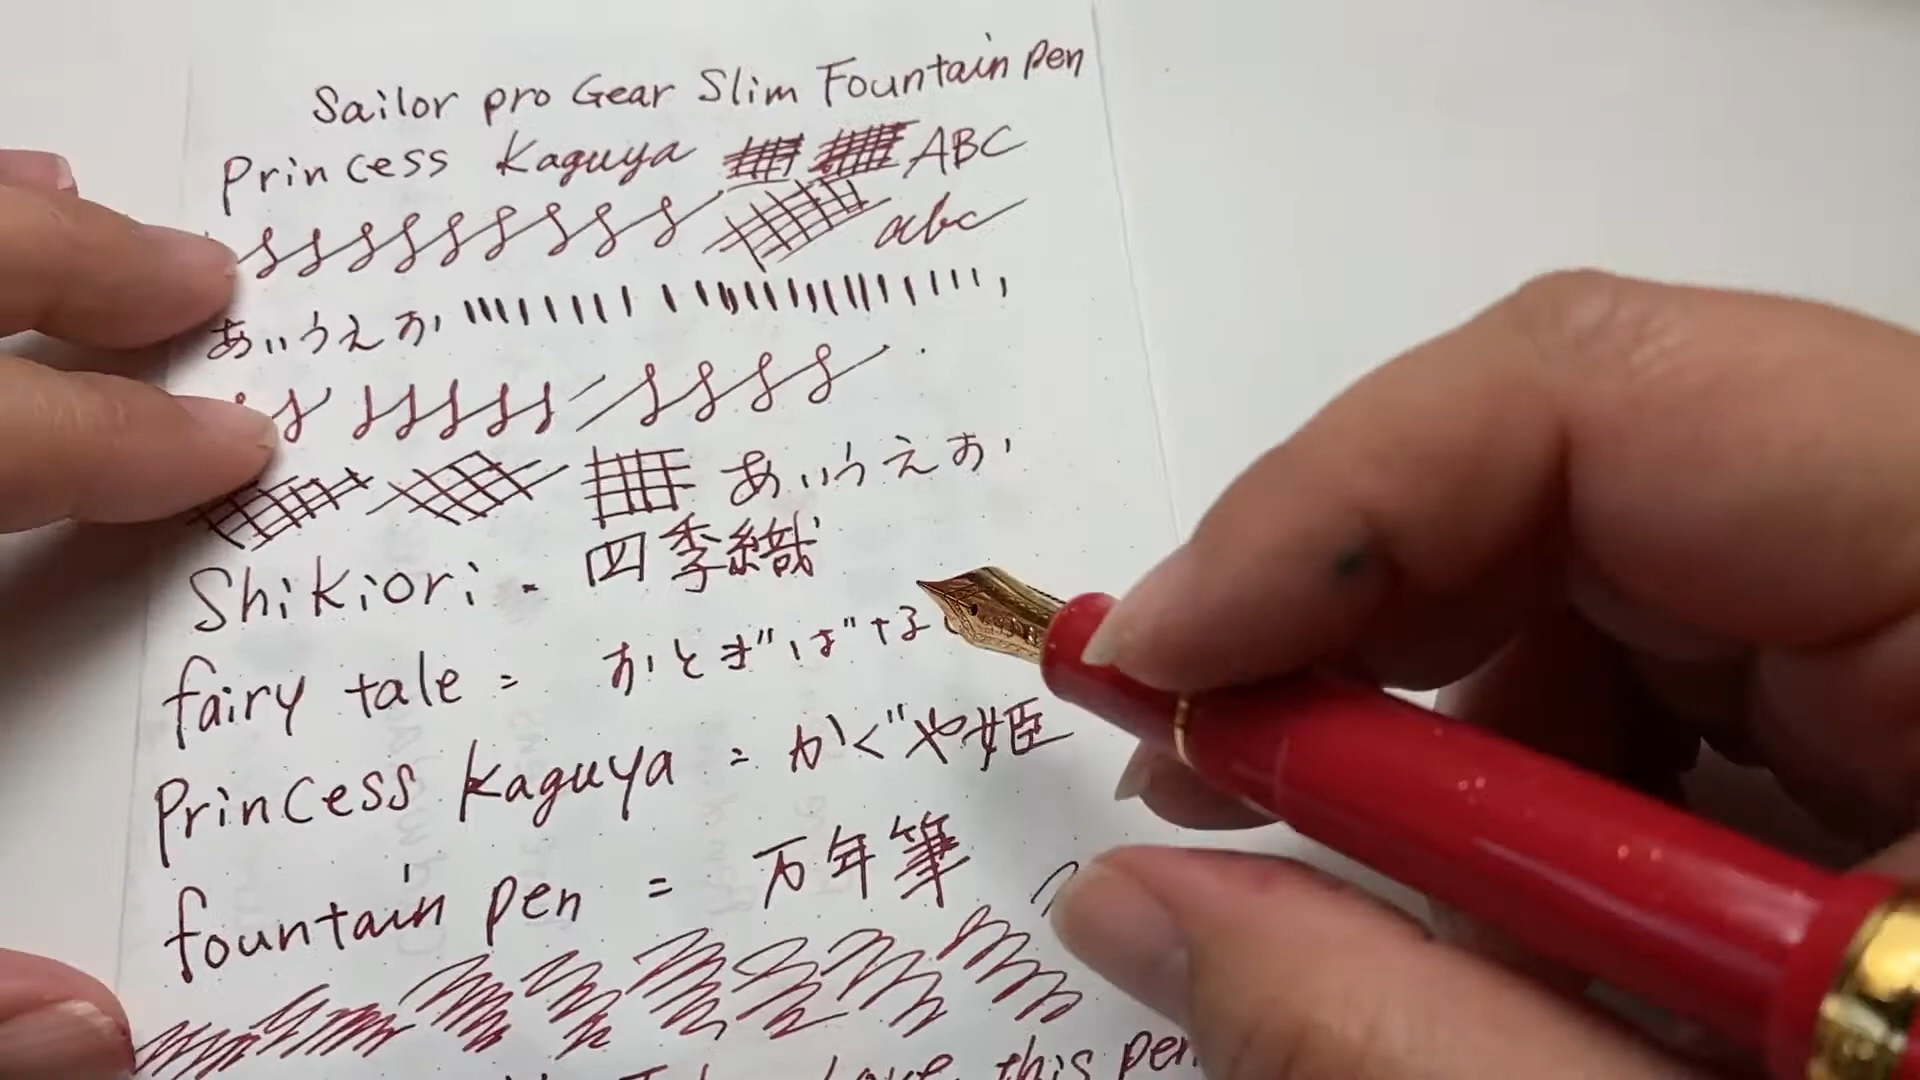 Sailor pro Gear Slim Fountain Pen
Princess Kaguya ABC
abc
あいうえお
あいうえお
Shikiori = 四季織
fairy tale = おとぎばなし
Princess Kaguya = かぐや姫
fountain pen = 万年筆
love this pen